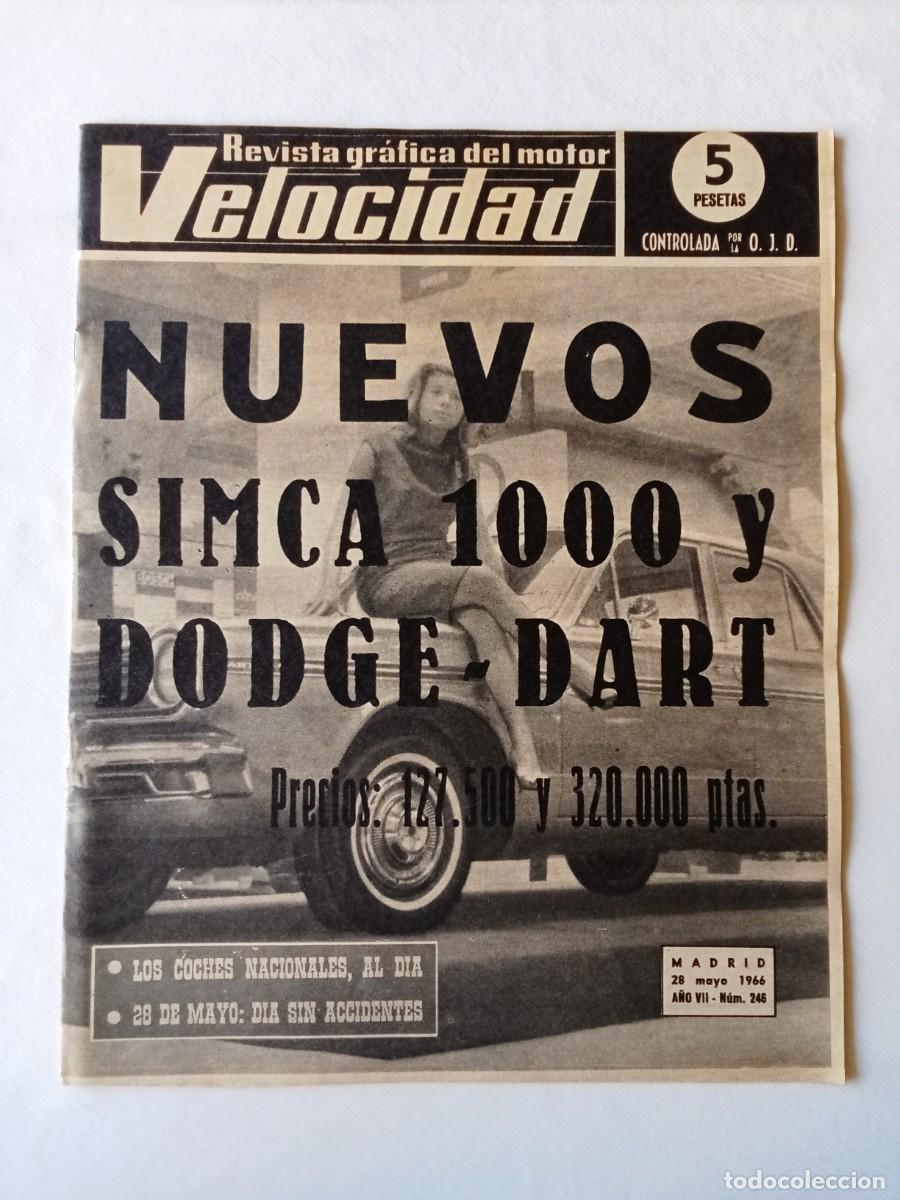 Revista gráfica del motor
Velocidad
5
PESETAS
CONTROLADA POR LA O. J. D.
NUEVOS
SIMCA 1000 y
DODGE-DART
BOSCH
Precios: 127.500 y 320.000 ptas.
• LOS COCHES NACIONALES, AL DIA
• 28 DE MAYO: DIA SIN ACCIDENTES
MADRID
28 mayo 1966
AÑO VII - Núm. 246
todocoleccion